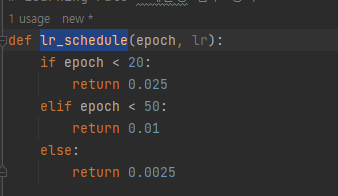 1 usage new *
def lr_schedule(epoch, lr):
if epoch < 20:
return 0.025
elif epoch < 50:
return 0.01
else:
return 0.0025